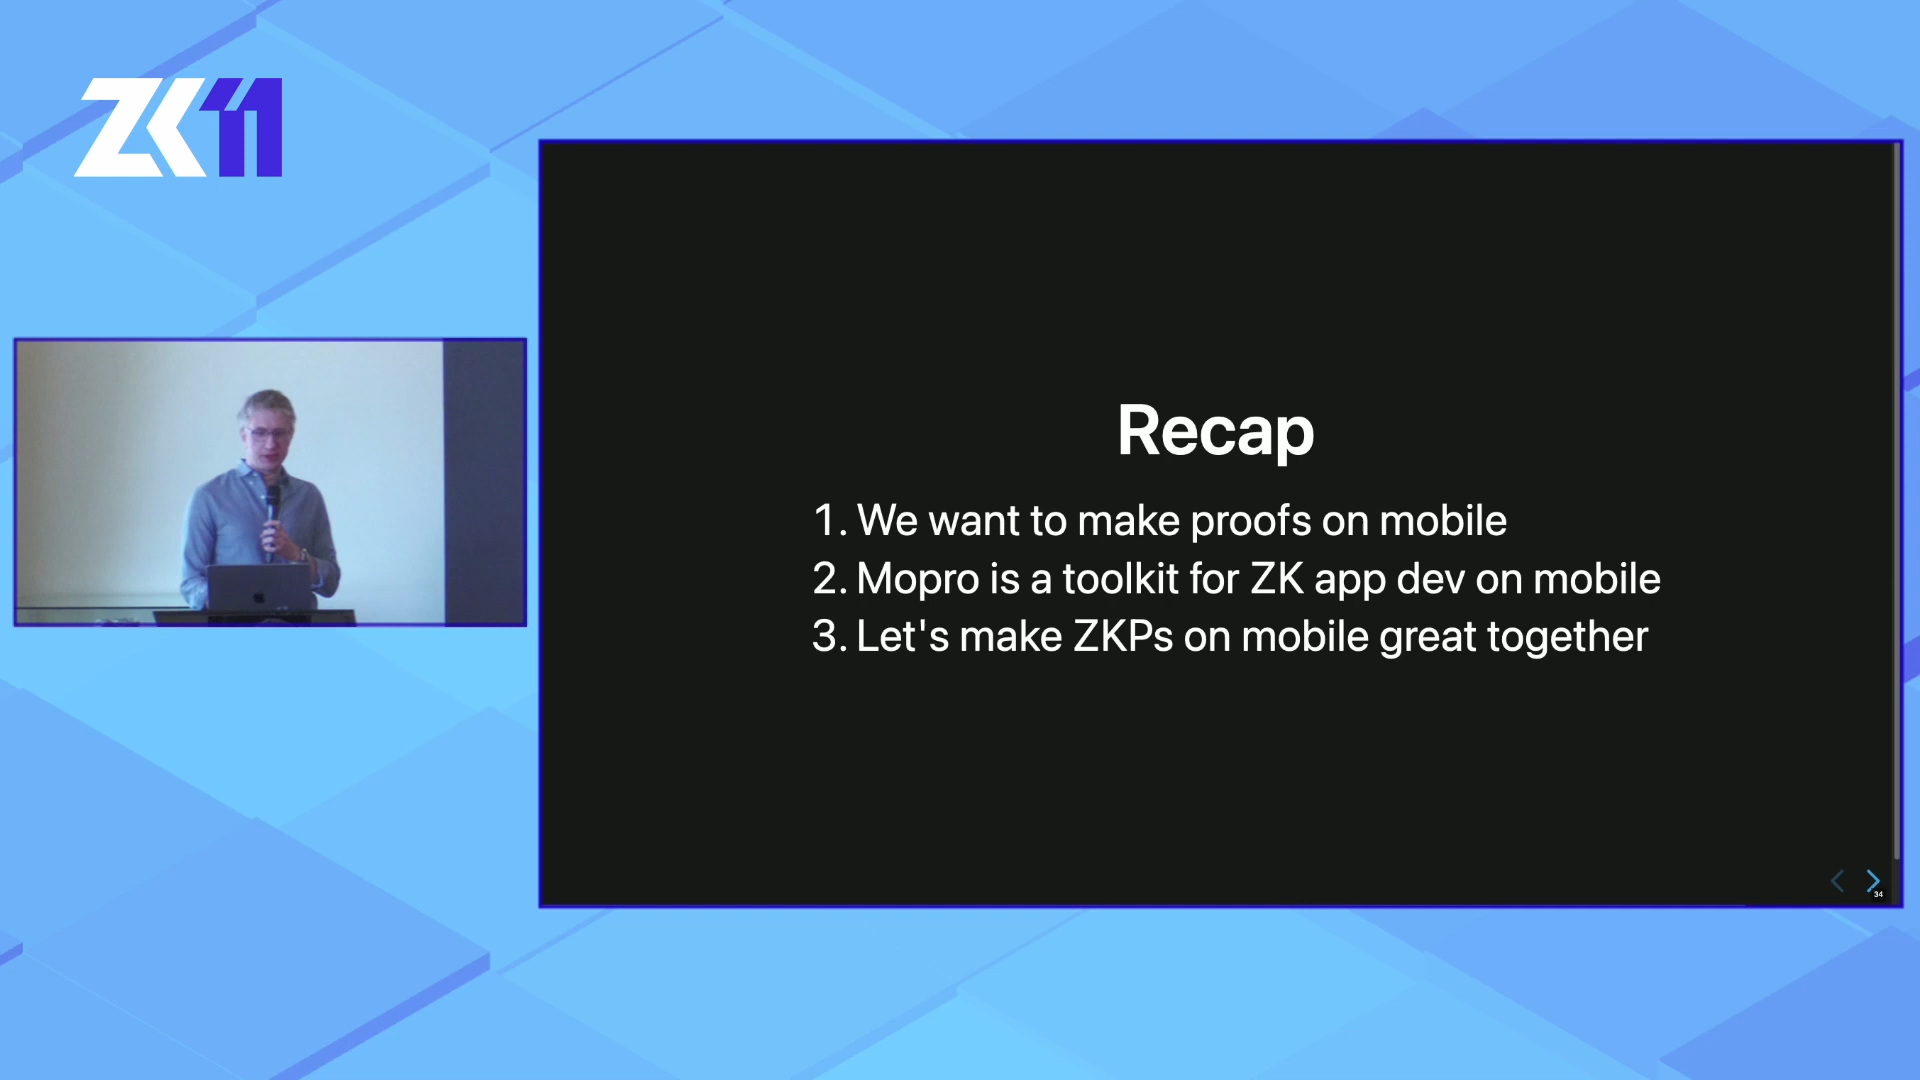 ZK11
Recap
1. We want to make proofs on mobile
2. Mopro is a toolkit for ZK app dev on mobile
3. Let's make ZKPs on mobile great together
34